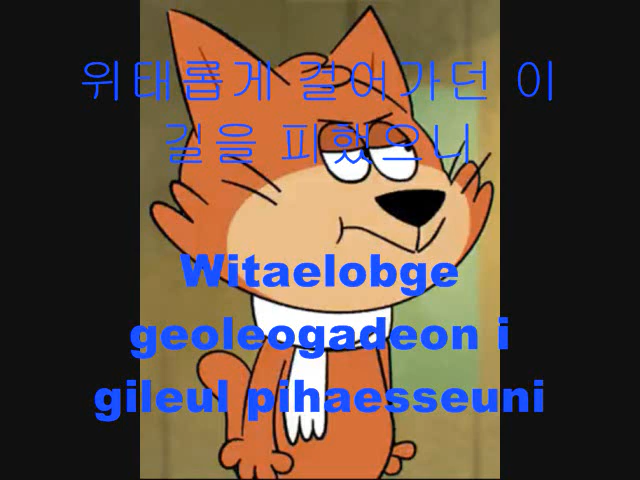 위태롭게 걸어가던 이
길을 피했으니
Witaelobge
geoleogadeon i
gileul pihaesseuni